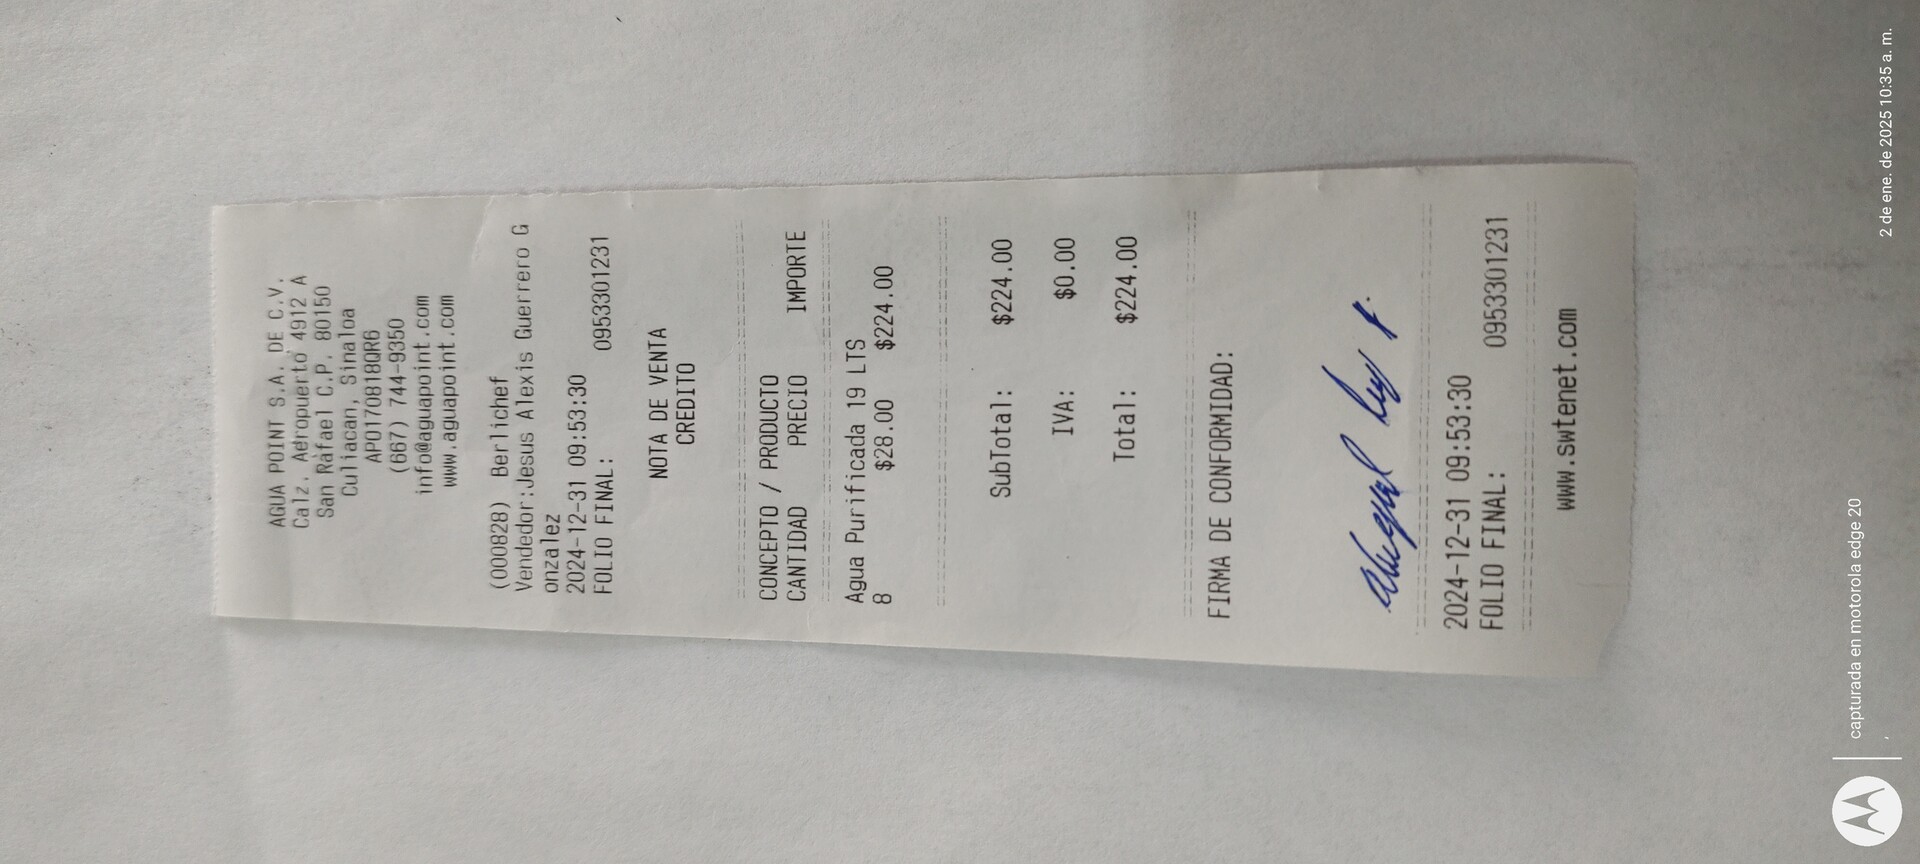 AGUA POINT S.A. DE C.V.
Calz. Aeropuerto 4912 A
San Rafael C.P. 80150
Culiacan, Sinaloa
APO170818QR6
(667) 744-9350
info@aguapoint.com
www.aguapoint.com
(000828) Berlichef
Vendedor:Jesus Alexis Guerrero G
onzalez
2024-12-31 09:53:30
FOLIO FINAL: 0953301231
NOTA DE VENTA
CREDITO
CONCEPTO / PRODUCTO
CANTIDAD PRECIO IMPORTE
Agua Purificada 19 LTS
8 $28.00 $224.00
SubTotal: $224.00
IVA: $0.00
Total: $224.00
FIRMA DE CONFORMIDAD:
2024-12-31 09:53:30
FOLIO FINAL: 0953301231
www.swtenet.com
capturada en motorola edge 20
2 de ene. de 2025 10:35 a. m.